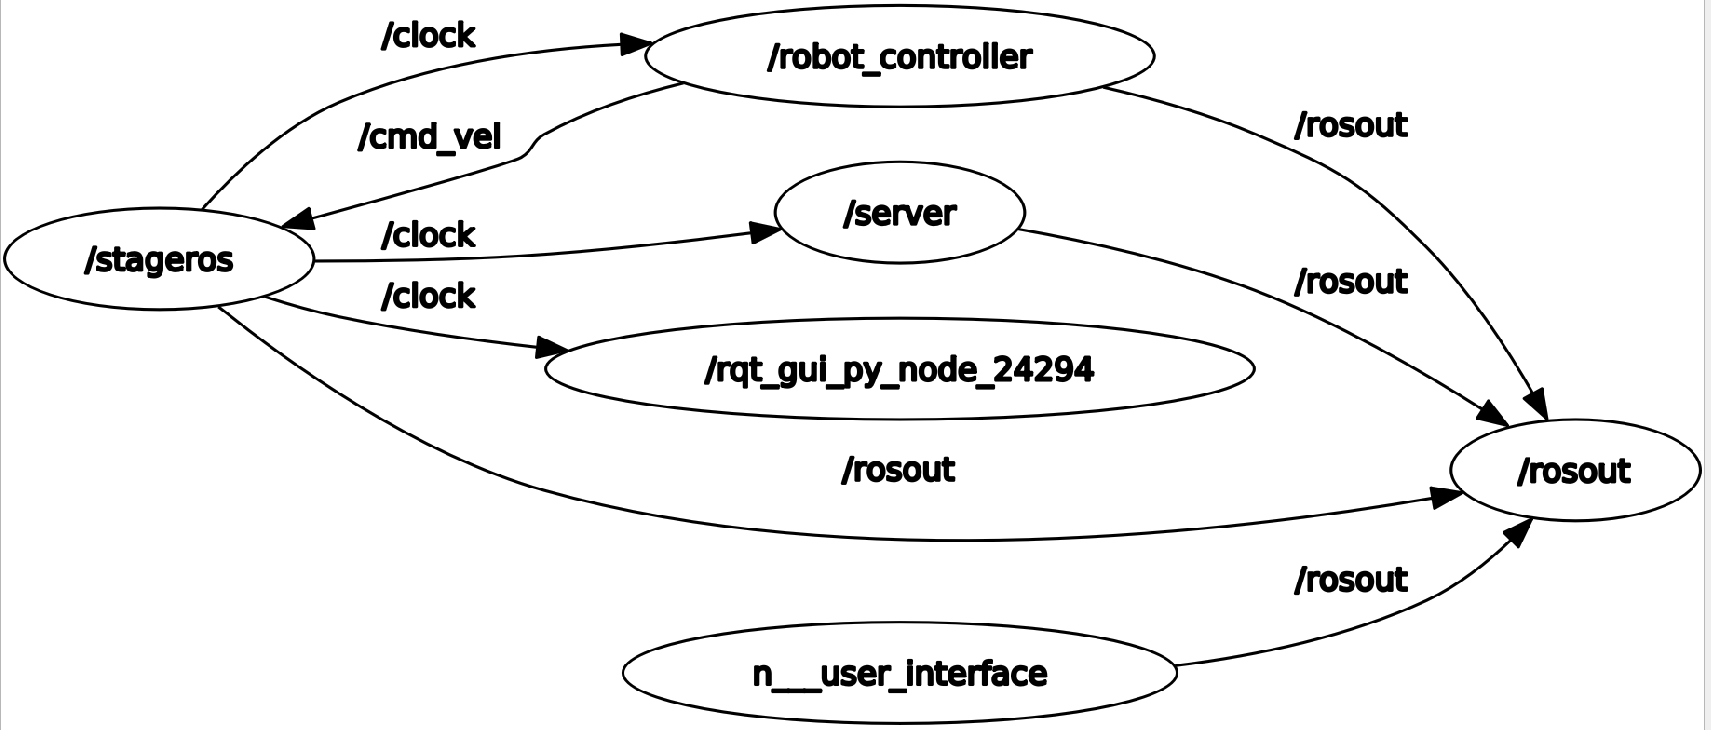 /clock
/robot_controller
/rosout
/cmd_vel
/server
/clock
/stageros
/rosout
/clock
/rqt_gui_py_node_24294
/rosout
/rosout
/rosout
n___user_interface